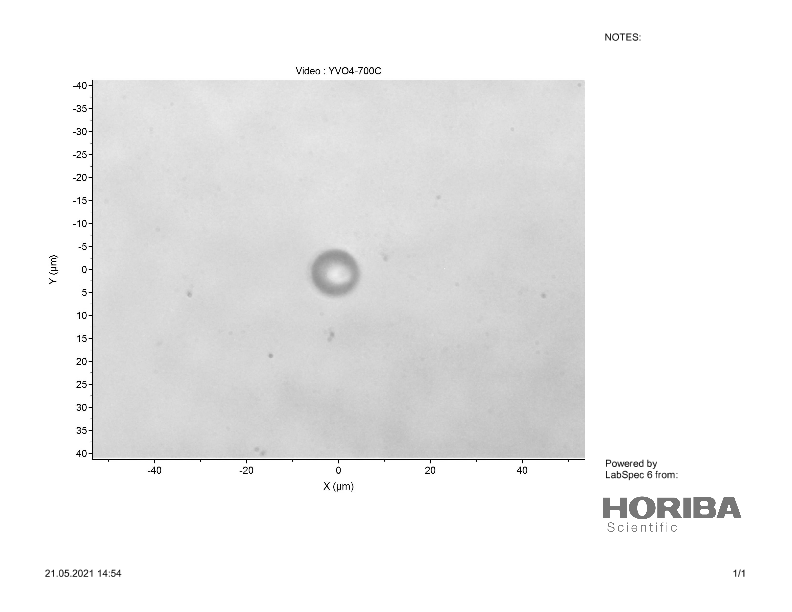 NOTES:
Video : YVO4-700C
-40
-35
-30
-25
-20
-15
-10
-5
0
5
10
15
20
25
30
35
40
Y (µm)
-40 -20 0 20 40
X (µm)
Powered by
LabSpec 6 from:
HORIBA
Scientific
21.05.2021 14:54
1/1